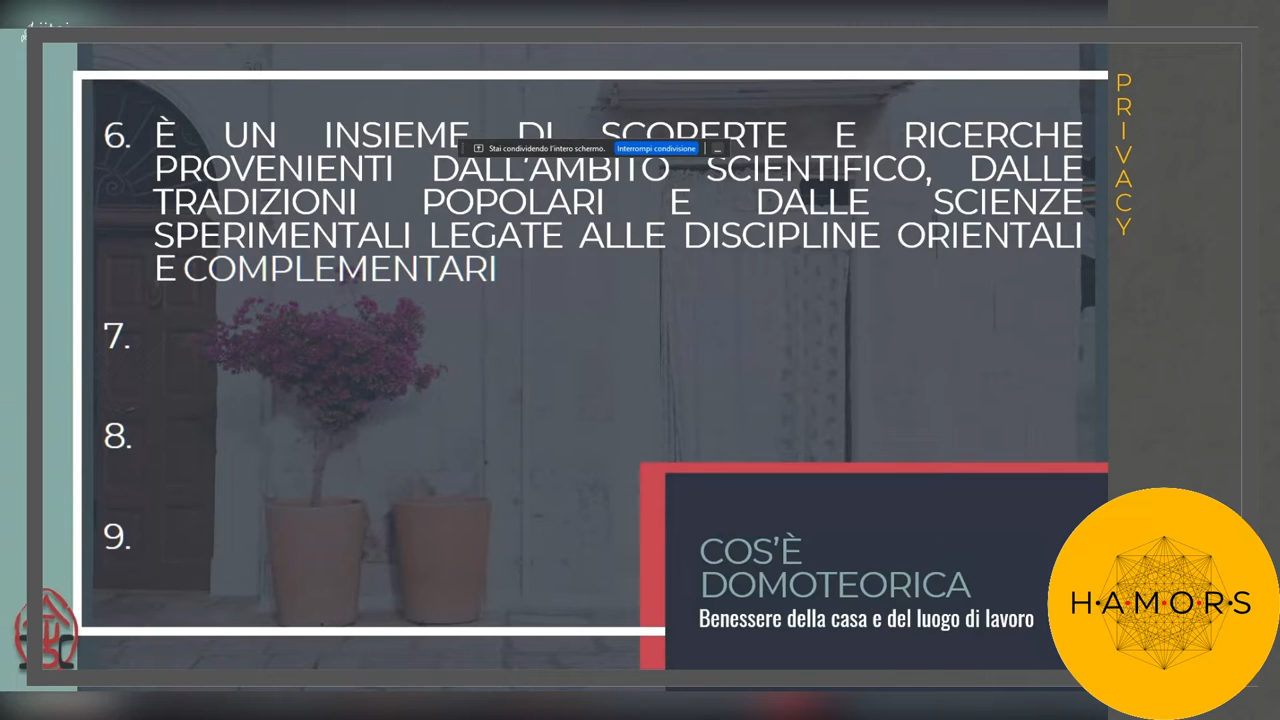 6. È UN INSIEME DI SCOPERTE E RICERCHE
PROVENIENTI DALL'AMBITO SCIENTIFICO, DALLE
TRADIZIONI POPOLARI E DALLE SCIENZE
SPERIMENTALI LEGATE ALLE DISCIPLINE ORIENTALI
E COMPLEMENTARI
Stai condividendo l'intero schermo. Interrompi condivisione
7.
8.
9.
COS'È
DOMOTEORICA
Benessere della casa e del luogo di lavoro
PRIVACY
H·A·M·O·R·S